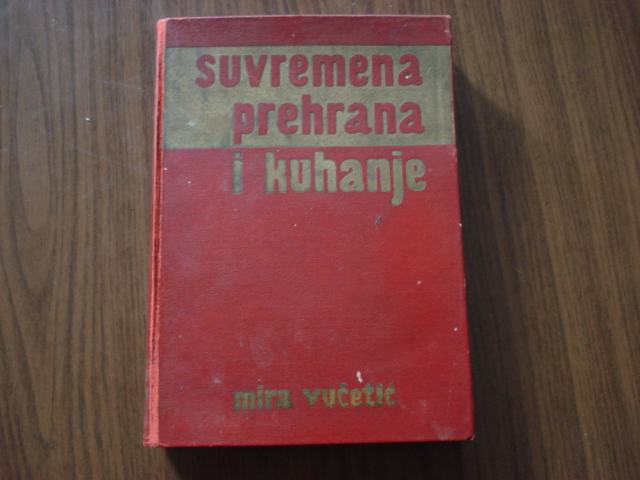 suvremena
prehrana
i kuhanje
mira vučetić